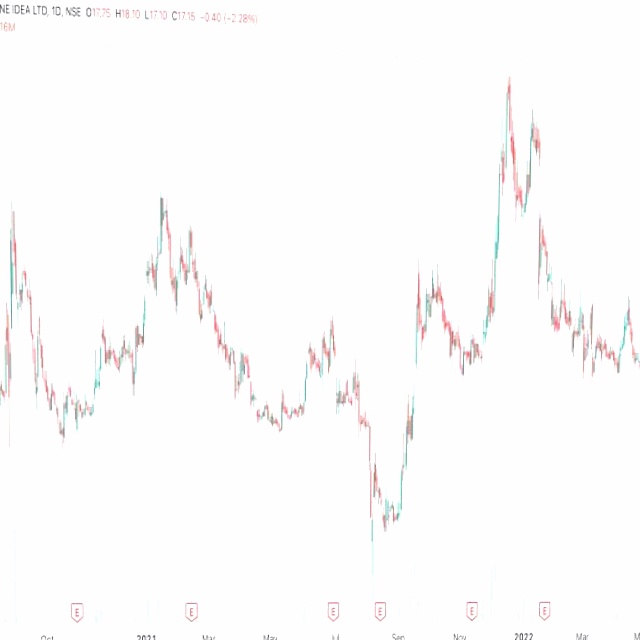 NE IDEA LTD, 1D, NSE O17.75 H18.10 L17.10 C17.15 −0.40 (−2.28%)
16M
E E E E E E
Oct 2021 Mar May Jul Sep Nov 2022 Mar M